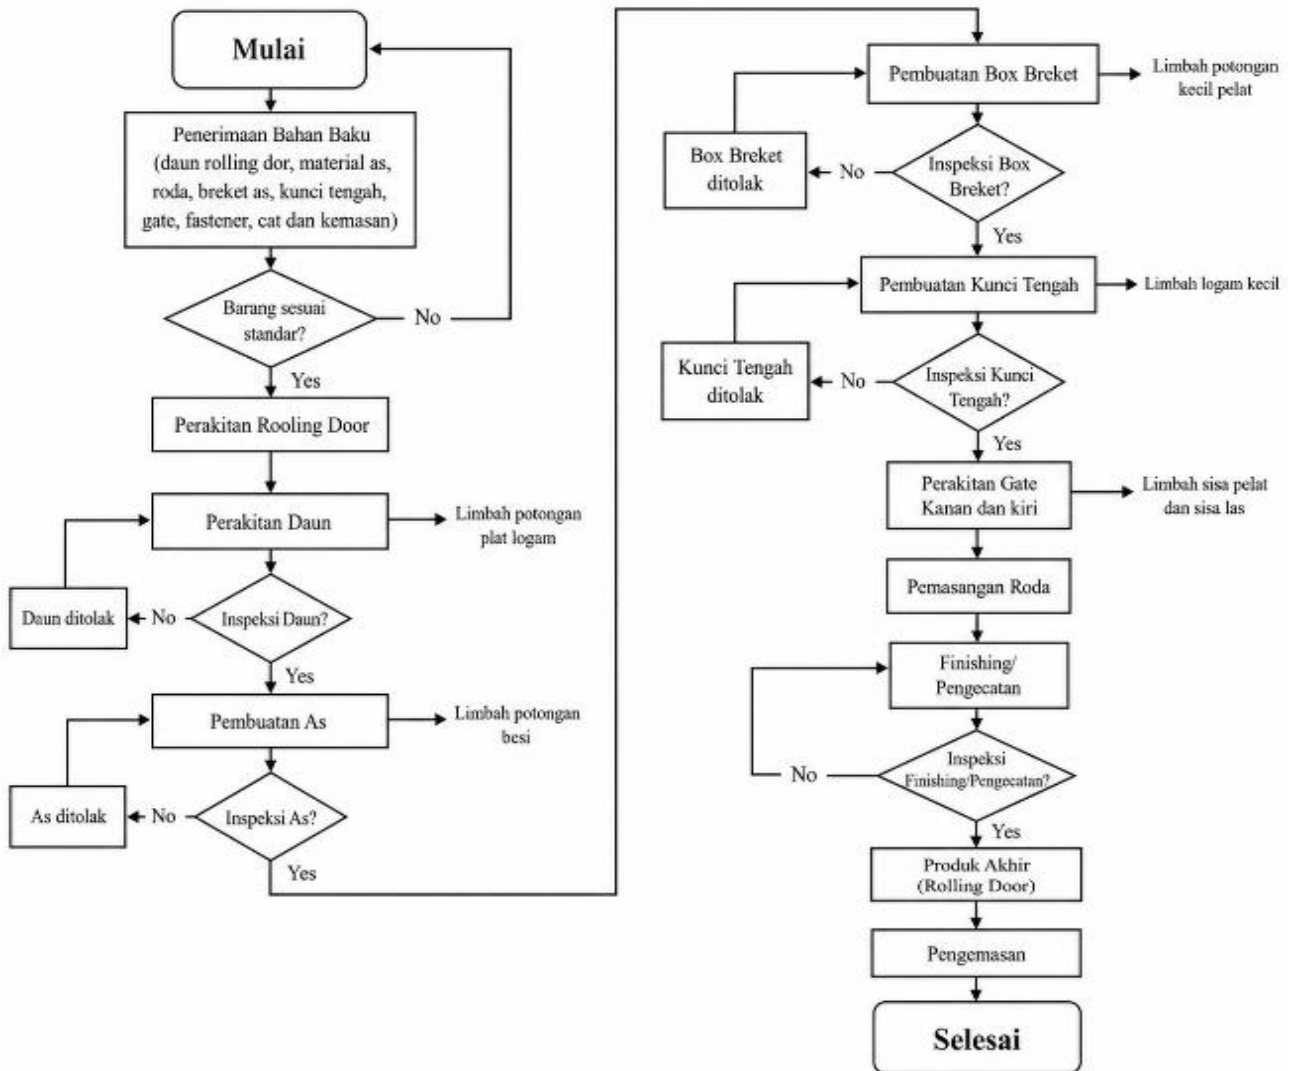 Mulai
Penerimaan Bahan Baku
(daun rolling dor, material as,
roda, breket as, kunci tengah,
gate, fastener, cat dan kemasan)
Barang sesuai
standar?
No
Yes
Perakitan Rooling Door
Perakitan Daun
Limbah potongan
plat logam
Inspeksi Daun?
No
Daun ditolak
Yes
Pembuatan As
Limbah potongan
besi
Inspeksi As?
No
As ditolak
Yes
Pembuatan Box Breket
Limbah potongan
kecil pelat
Inspeksi Box
Breket?
No
Box Breket
ditolak
Yes
Pembuatan Kunci Tengah
Limbah logam kecil
Inspeksi Kunci
Tengah?
No
Kunci Tengah
ditolak
Yes
Perakitan Gate
Kanan dan kiri
Limbah sisa pelat
dan sisa las
Pemasangan Roda
Finishing/
Pengecatan
Inspeksi
Finishing/Pengecatan?
No
Yes
Produk Akhir
(Rolling Door)
Pengemasan
Selesai